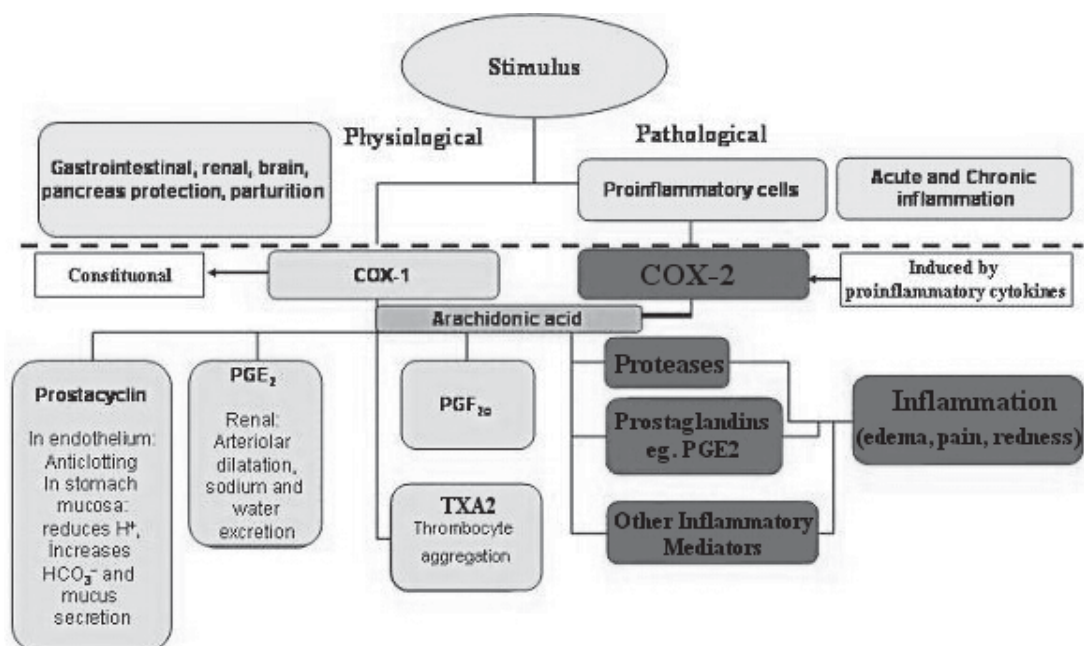 Stimulus
Physiological
Pathological
Gastrointestinal, renal, brain,
pancreas protection, parturition
Proinflammatory cells
Acute and Chronic
inflammation
Constituonal
COX-1
COX-2
Induced by
proinflammatory cytokines
Arachidonic acid
Prostacyclin
In endothelium:
Anticlotting
In stomach
mucosa:
reduces H⁺,
Increases
HCO₃⁻ and
mucus
secretion
PGE₂
Renal:
Arteriolar
dilatation,
sodium and
water
excretion
PGF₂α
TXA2
Thrombocyte
aggregation
Proteases
Prostaglandins
eg. PGE2
Other Inflammatory
Mediators
Inflammation
(edema, pain, redness)